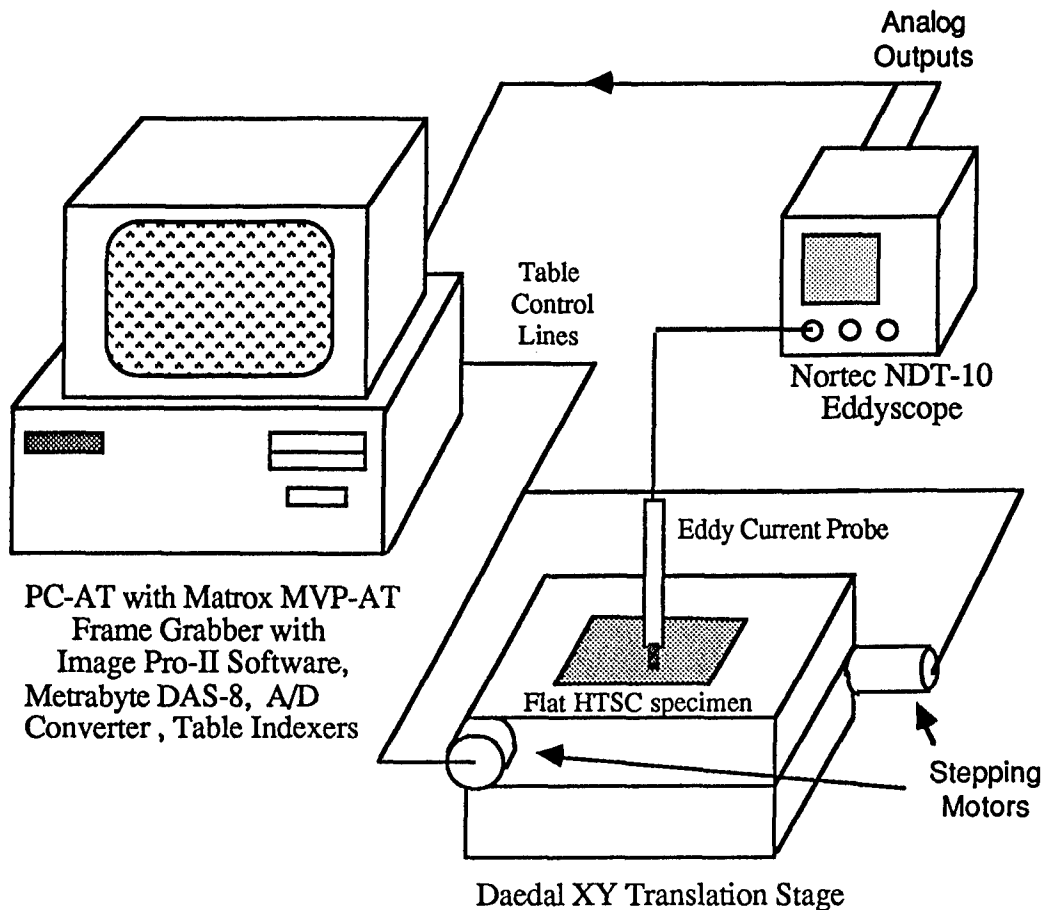 Analog
Outputs
Table
Control
Lines
Nortec NDT-10
Eddyscope
Eddy Current Probe
PC-AT with Matrox MVP-AT
Frame Grabber with
Image Pro-II Software,
Metrabyte DAS-8, A/D
Converter , Table Indexers
Flat HTSC specimen
Stepping
Motors
Daedal XY Translation Stage